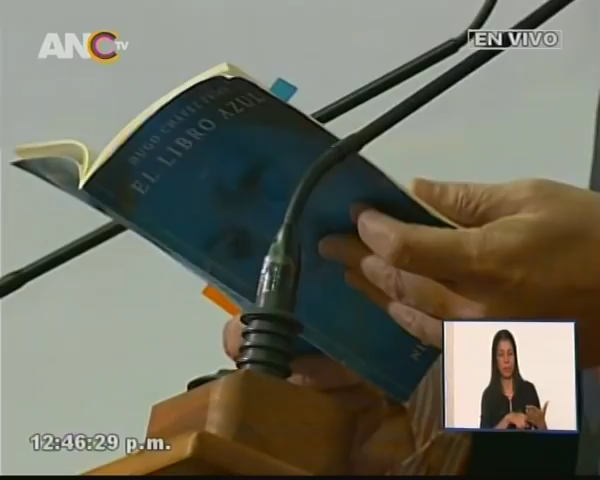 ANC TV
EN VIVO
HUGO CHÁVEZ FRÍAS
EL LIBRO AZUL
12:46:29 p.m.